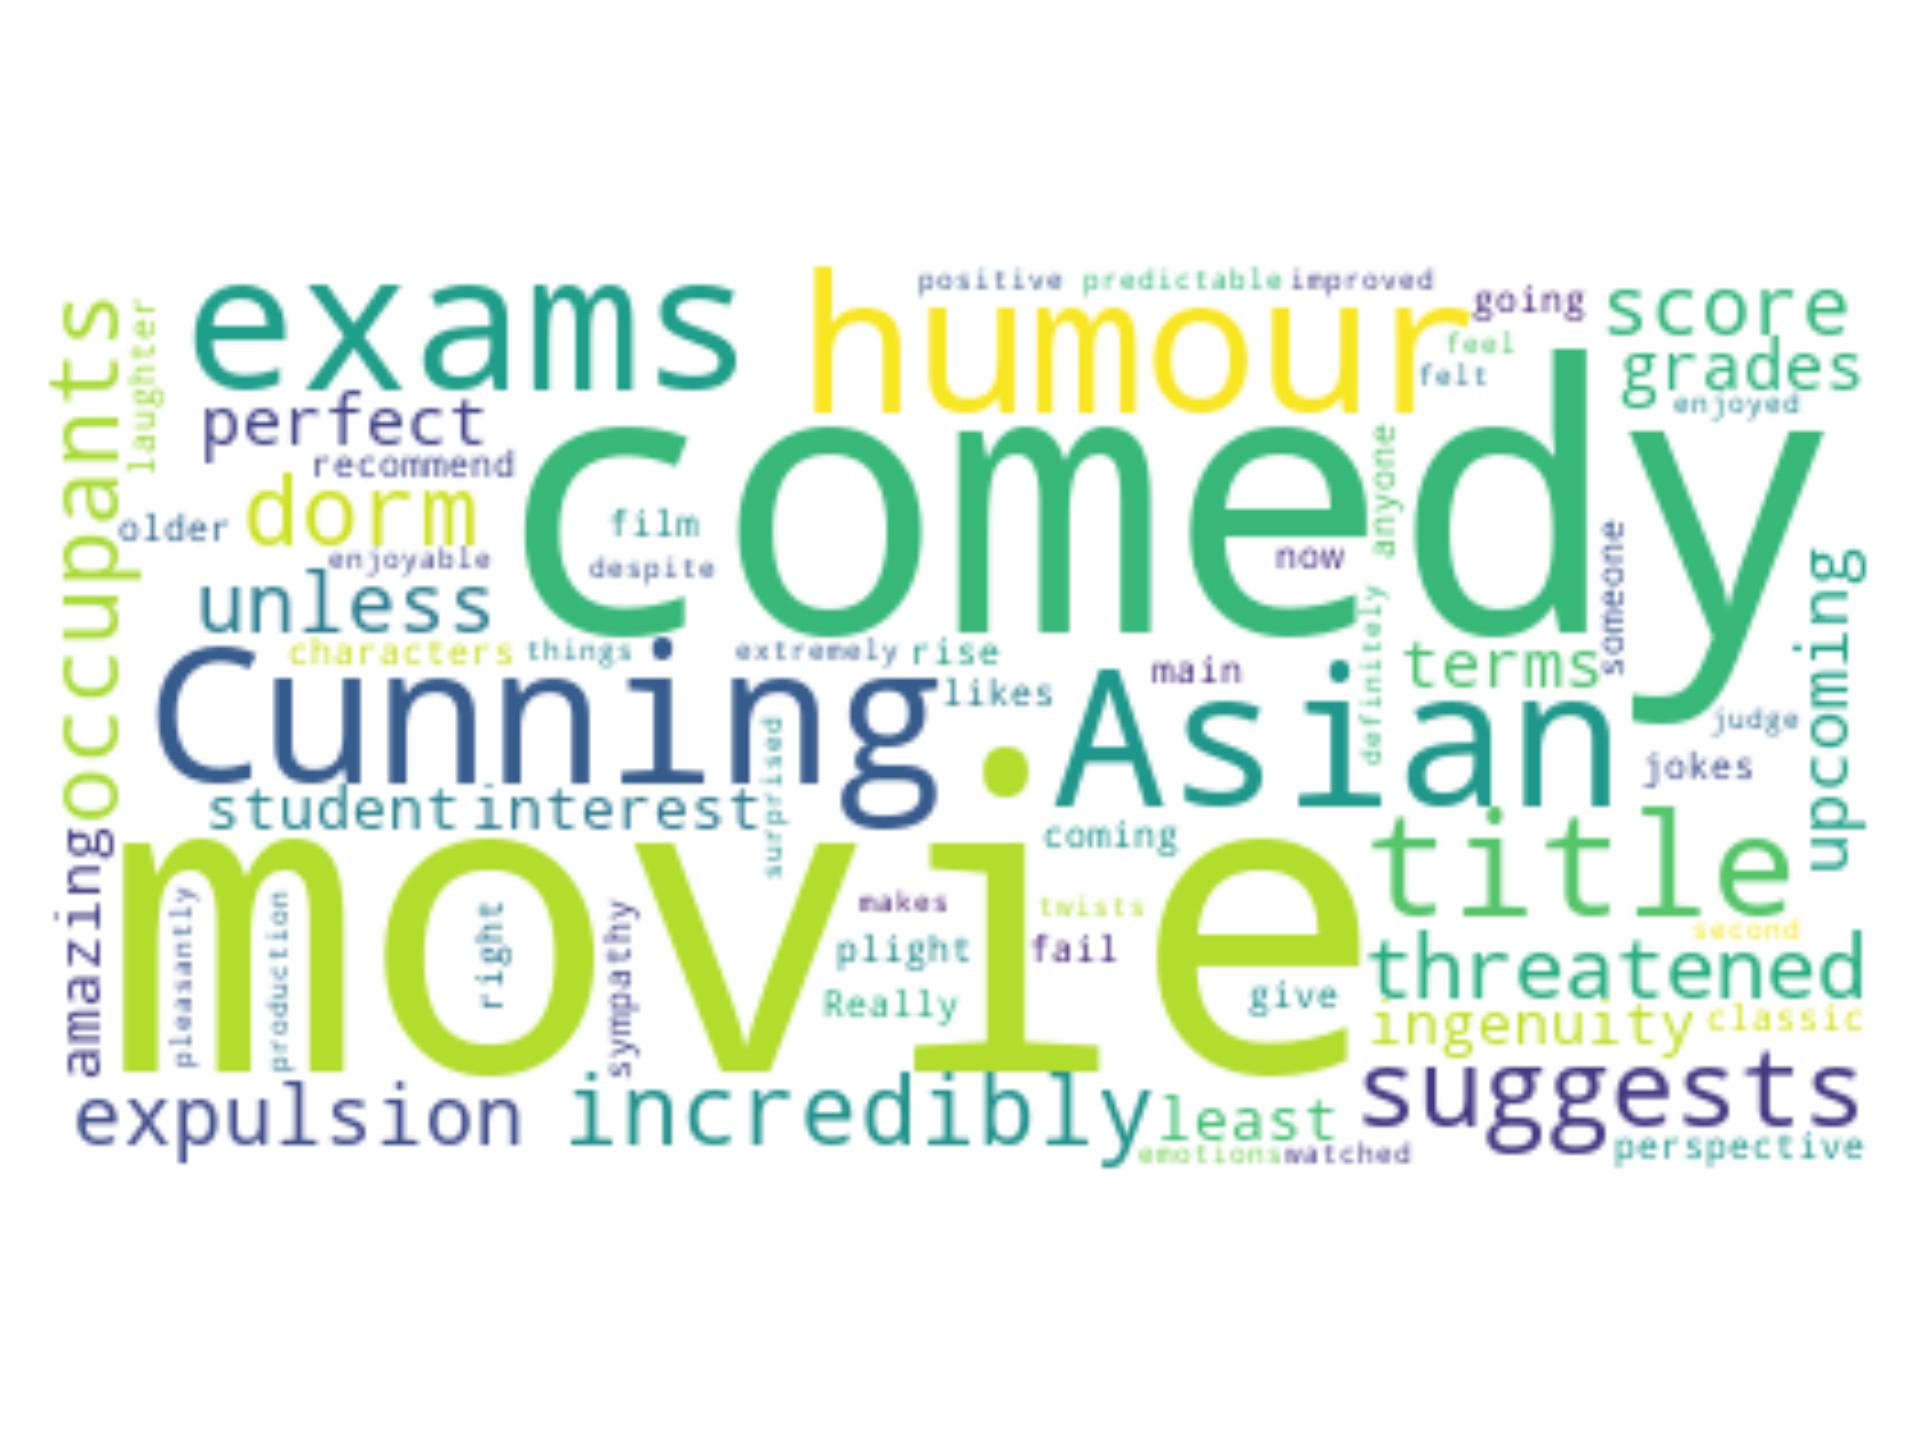 positive predictable improved
exams humour going score
feel grades
felt enjoyed
occupants laughter perfect
recommend comedy anyone
dorm
older film
enjoyable despite now someone upcoming
unless
characters things extremely rise main terms
Cunning likes Asian definitely judge
jokes
student interest surprised coming title
movie
amazing pleasantly production right sympathy makes twists second
plight fail threatened
Really give ingenuity classic
expulsion incredibly least suggests
emotions watched perspective